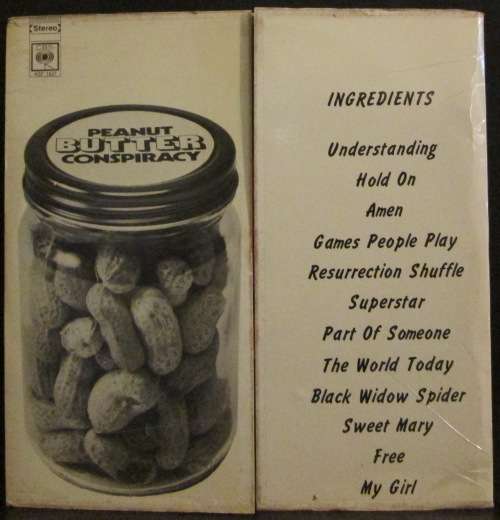 Stereo
CBS
PEANUT
BUTTER
CONSPIRACY
INGREDIENTS
Understanding
Hold On
Amen
Games People Play
Resurrection Shuffle
Superstar
Part Of Someone
The World Today
Black Widow Spider
Sweet Mary
Free
My Girl